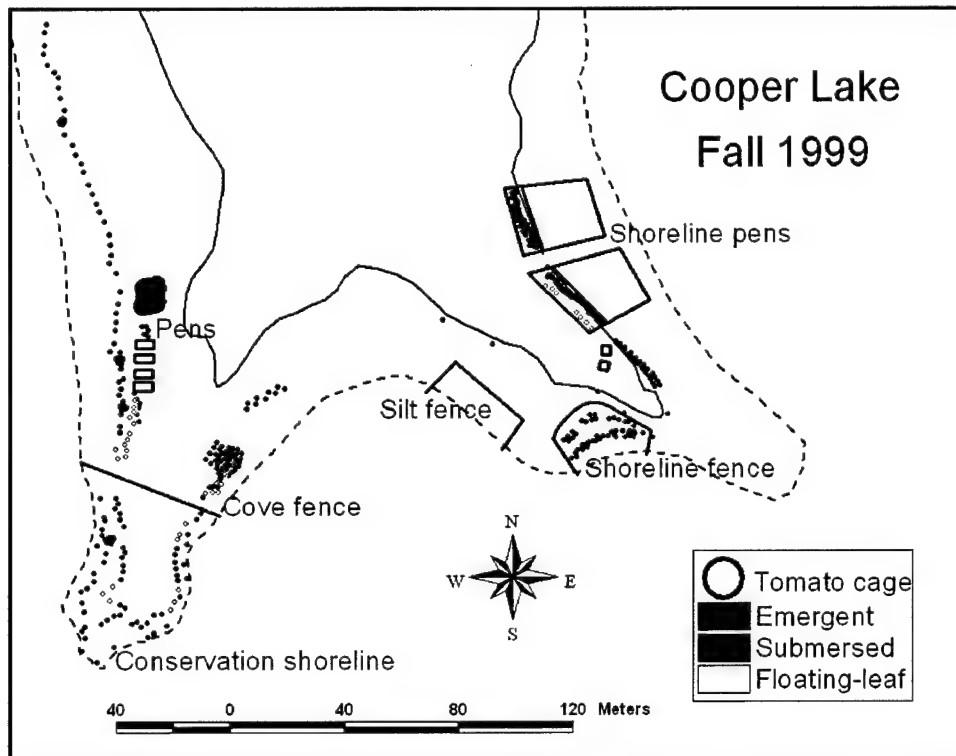 Cooper Lake
Fall 1999
Shoreline pens
Pens
Silt fence
Shoreline fence
Cove fence
N
W E
S
Tomato cage
Emergent
Submersed
Floating-leaf
Conservation shoreline
40 0 40 80 120 Meters